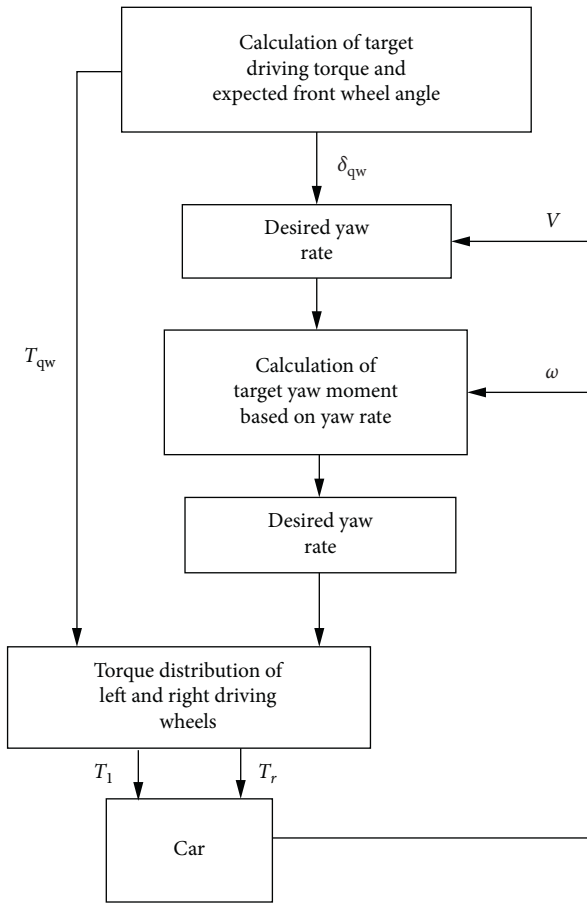 Calculation of target
driving torque and
expected front wheel angle
δqw
Desired yaw
rate
V
Tqw
Calculation of
target yaw moment
based on yaw rate
ω
Desired yaw
rate
Torque distribution of
left and right driving
wheels
T1
Tr
Car